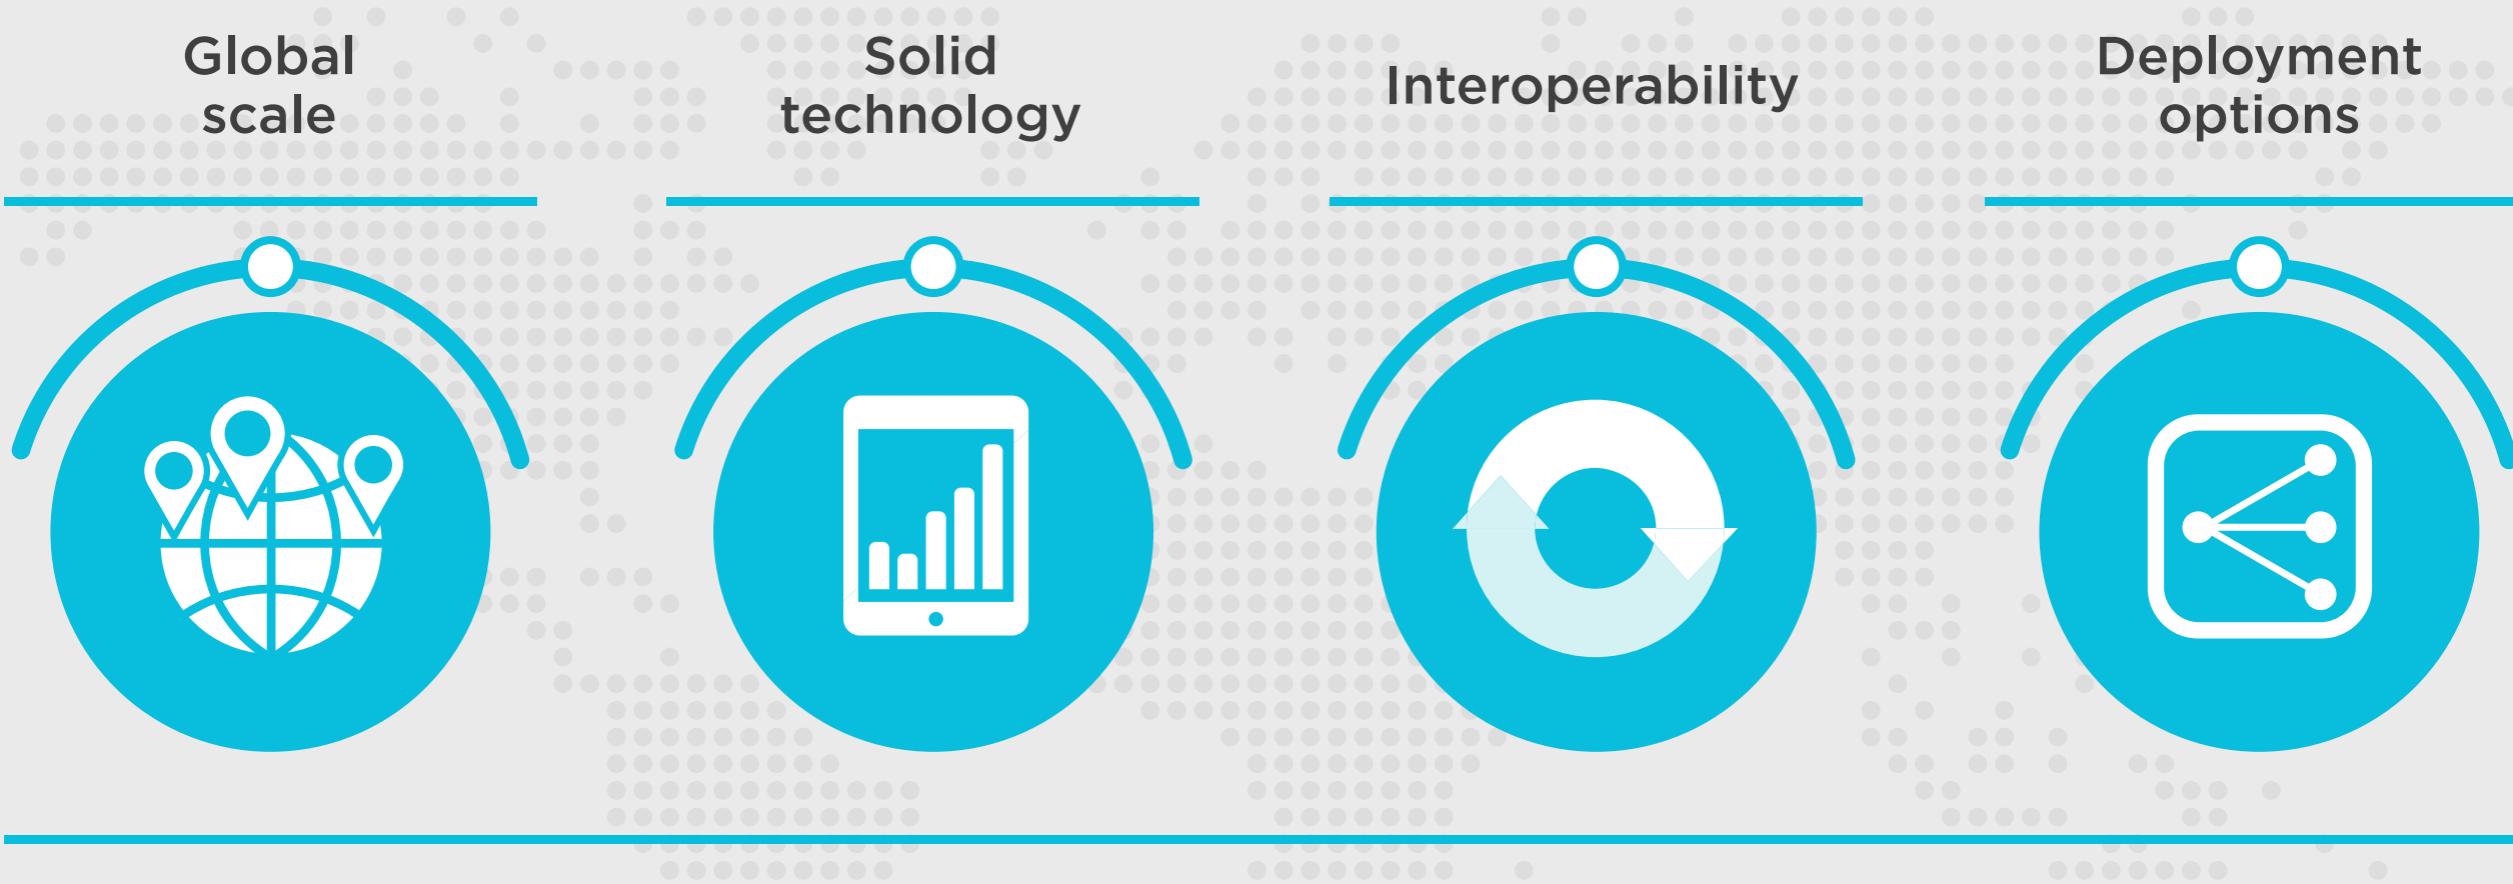 Global
scale
Solid
technology
Interoperability
Deployment
options